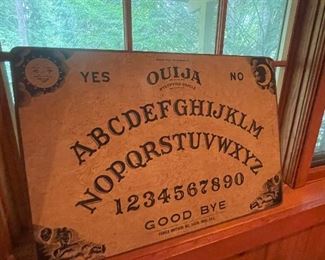 YES OUIJA NO
ABCDEFGHIJKLM
NOPQRSTUVWXYZ
1234567890
GOOD BYE